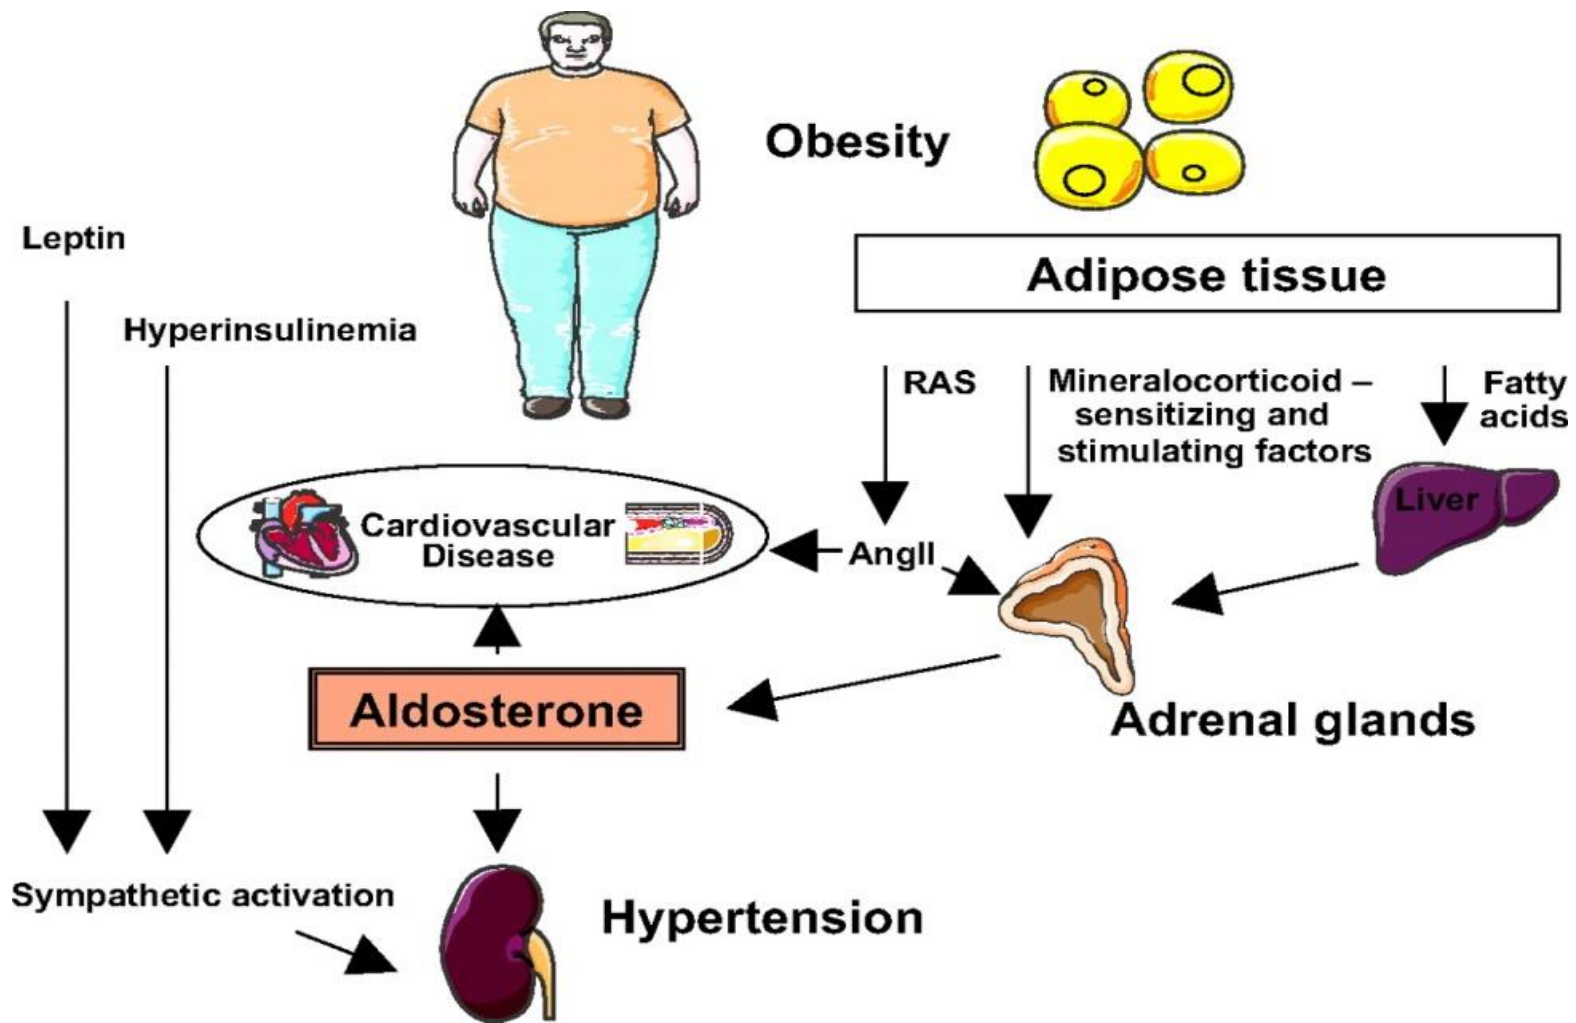 Obesity
Leptin
Adipose tissue
Hyperinsulinemia
RAS
Mineralocorticoid –
sensitizing and
stimulating factors
Fatty
acids
Liver
Cardiovascular
Disease
AngII
Aldosterone
Adrenal glands
Sympathetic activation
Hypertension